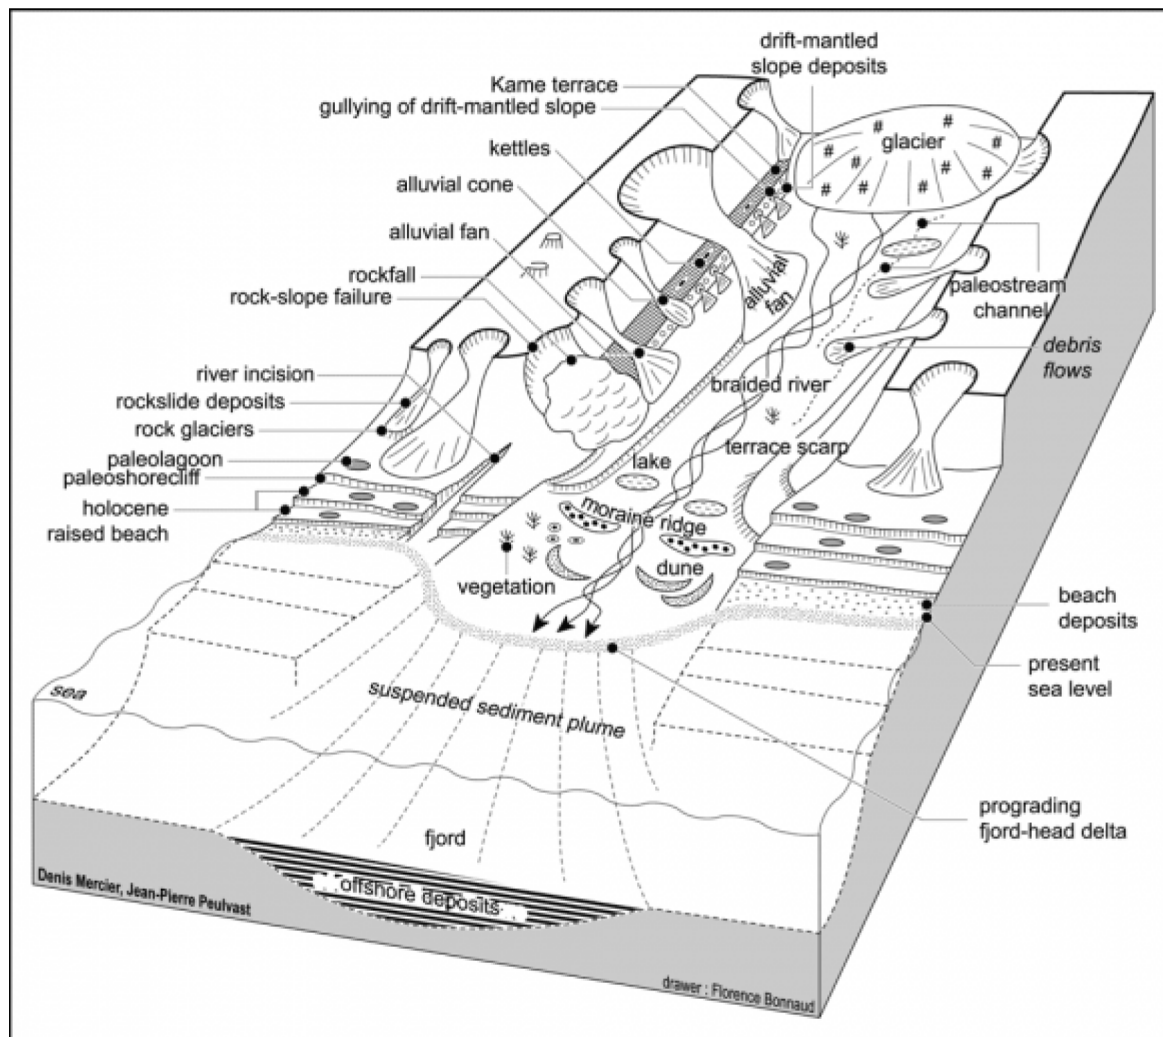 drift-mantled
slope deposits
Kame terrace
gullying of drift-mantled slope
glacier
kettles
alluvial cone
alluvial fan
alluvial
fan
rockfall
rock-slope failure
paleostream
channel
debris
flows
river incision
braided river
rockslide deposits
rock glaciers
terrace scarp
paleolagoon
lake
paleoshorecliff
holocene
raised beach
moraine ridge
dune
vegetation
beach
deposits
present
sea level
sea
suspended sediment plume
prograding
fjord-head delta
fjord
offshore deposits
Denis Mercier, Jean-Pierre Peulvast
drawer : Florence Bonnaud